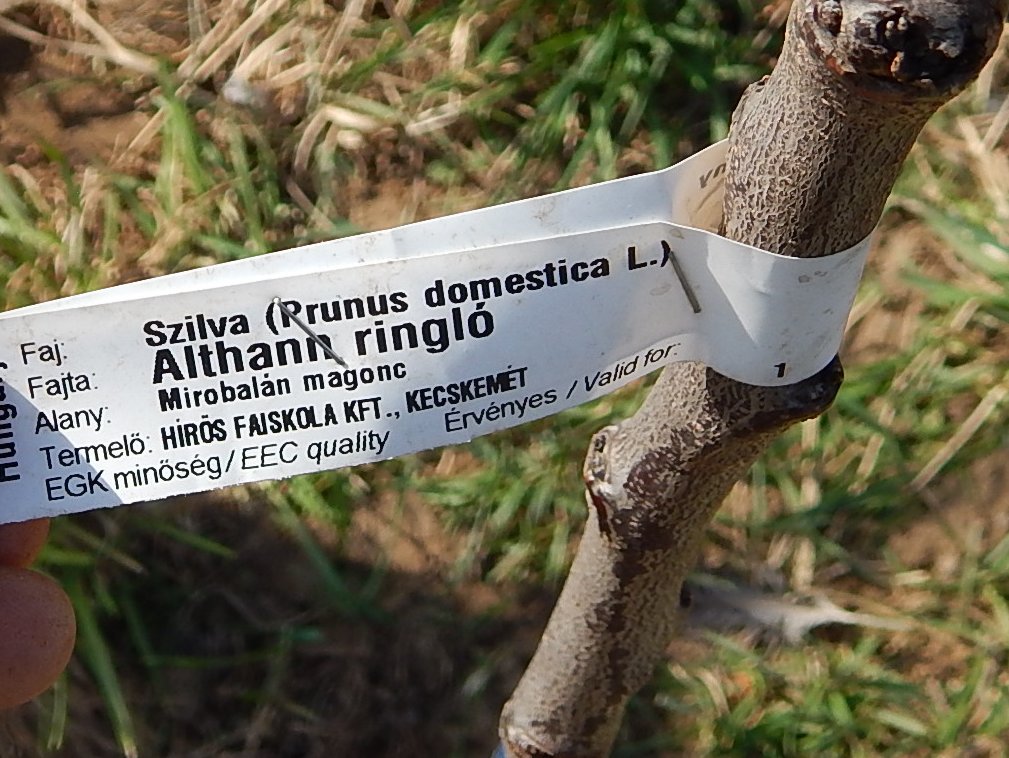 Faj: Szilva (Prunus domestica L.)
Fajta: Althann ringló
Alany: Mirobalán magonc
Termelő: HÍRÖS FAISKOLA KFT., KECSKEMÉT
EGK minőség / EEC quality Érvényes / Valid for: 1